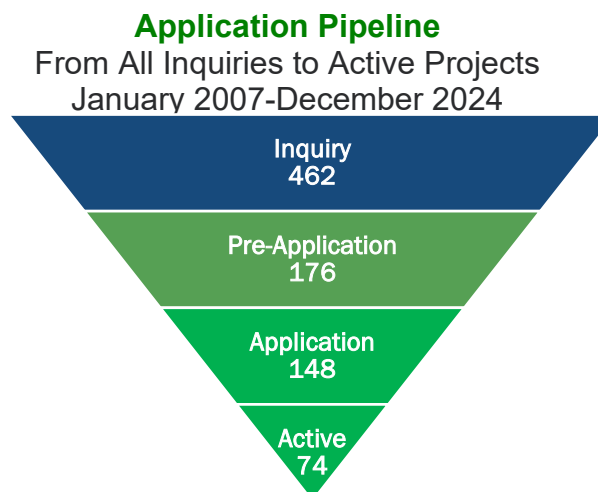 Application Pipeline
From All Inquiries to Active Projects
January 2007-December 2024
Inquiry
462
Pre-Application
176
Application
148
Active
74